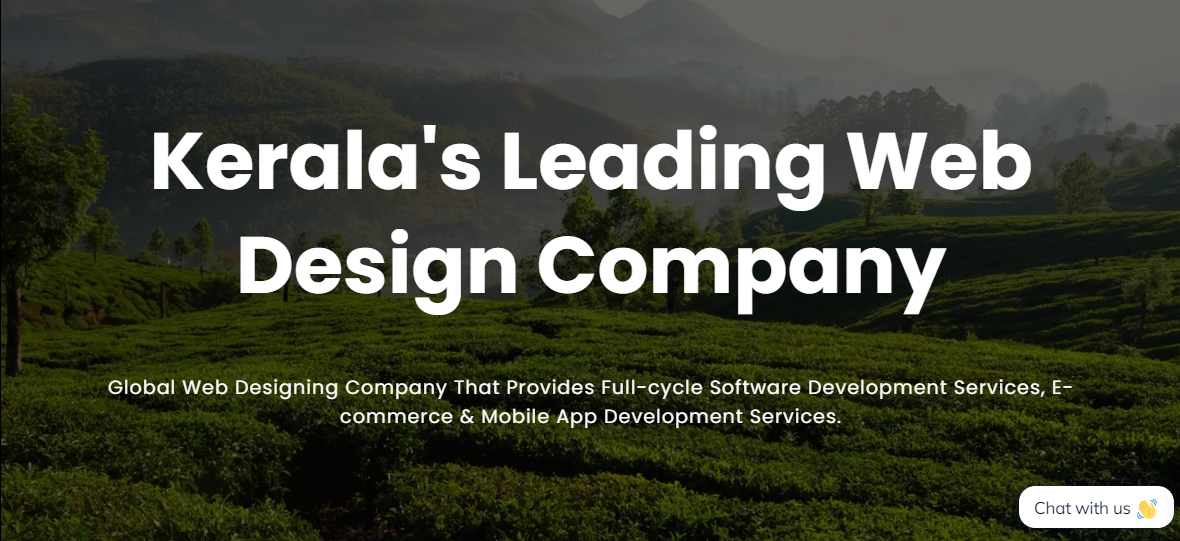 Kerala's Leading Web
Design Company
Global Web Designing Company That Provides Full-cycle Software Development Services, E-
commerce & Mobile App Development Services.
Chat with us 👋